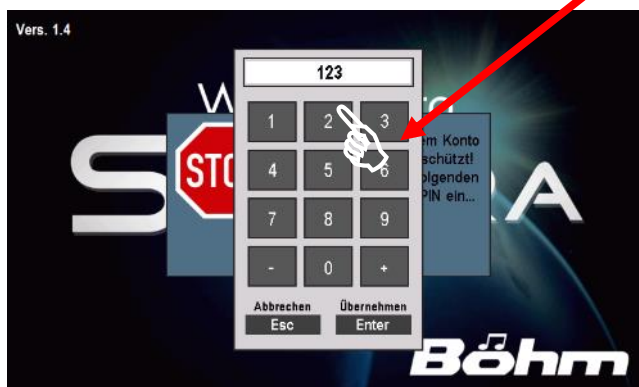 Vers. 1.4
123
1 2 3
em Konto
schützt!
4 5 6
olgenden
PIN ein...
STO
7 8 9
- 0 +
Abbrechen Übernehmen
Esc Enter
Böhm